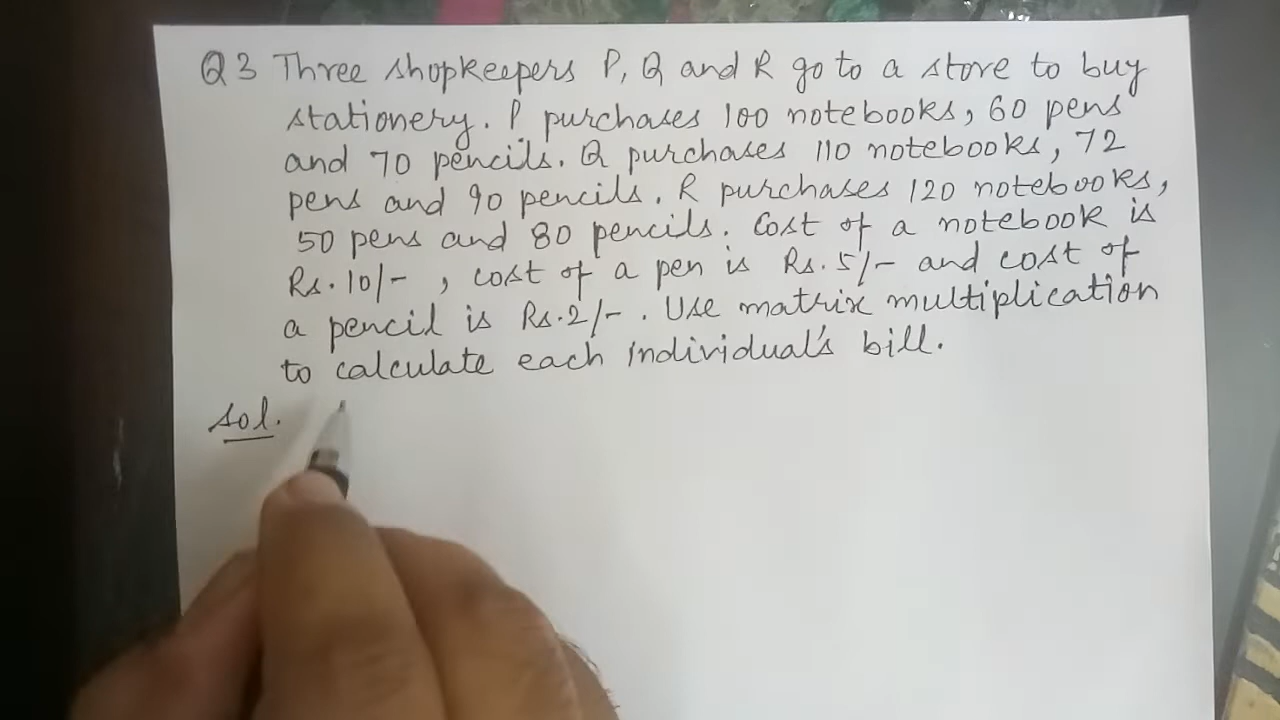 Q3 Three shopkeepers P, Q and R go to a store to buy
stationery. P purchases 100 notebooks, 60 pens
and 70 pencils. Q purchases 110 notebooks, 72
pens and 90 pencils. R purchases 120 notebooks,
50 pens and 80 pencils. Cost of a notebook is
Rs. 10/- , cost of a pen is Rs. 5/- and cost of
a pencil is Rs. 2/- . Use matrix multiplication
to calculate each individual's bill.
Sol.